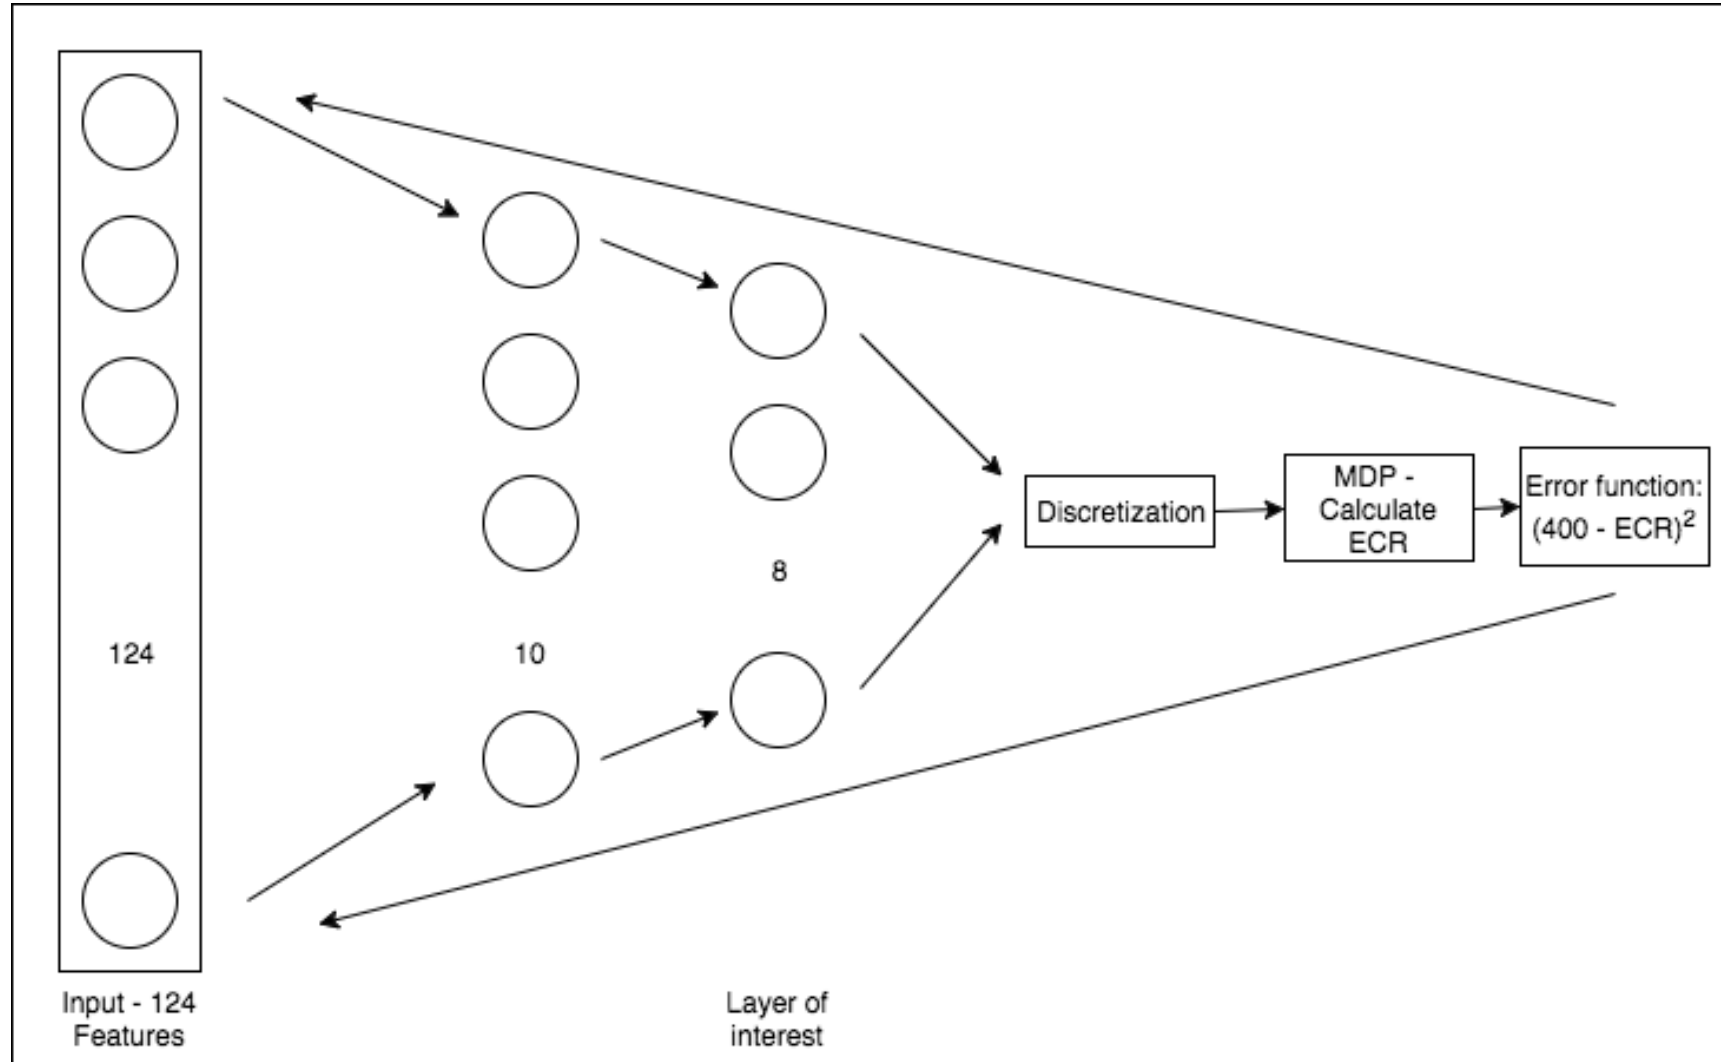 124
10
8
Discretization
MDP -
Calculate
ECR
Error function:
(400 - ECR)²
Input - 124
Features
Layer of
interest